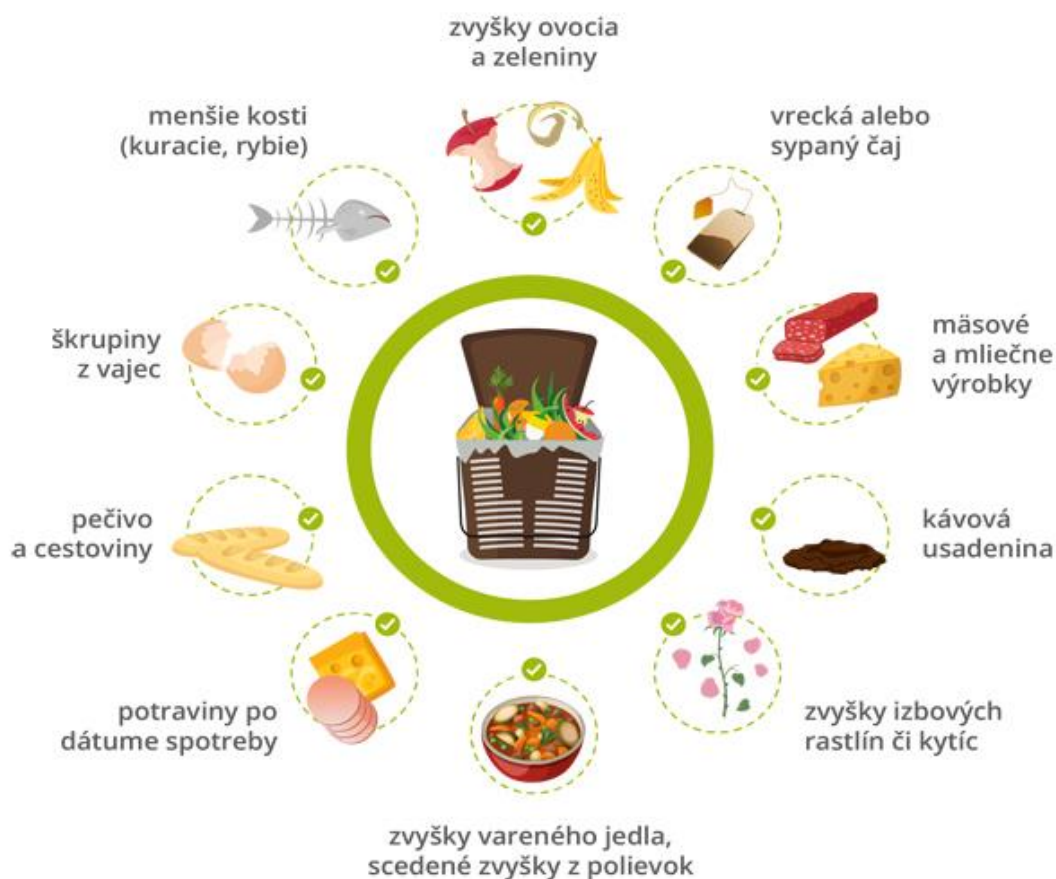 zvyšky ovocia
a zeleniny
menšie kosti
(kuracie, rybie)
vrecká alebo
sypaný čaj
škrupiny
z vajec
mäsové
a mliečne
výrobky
pečivo
a cestoviny
kávová
usadenina
potraviny po
dátume spotreby
zvyšky izbových
rastlín či kytíc
zvyšky vareného jedla,
scedené zvyšky z polievok